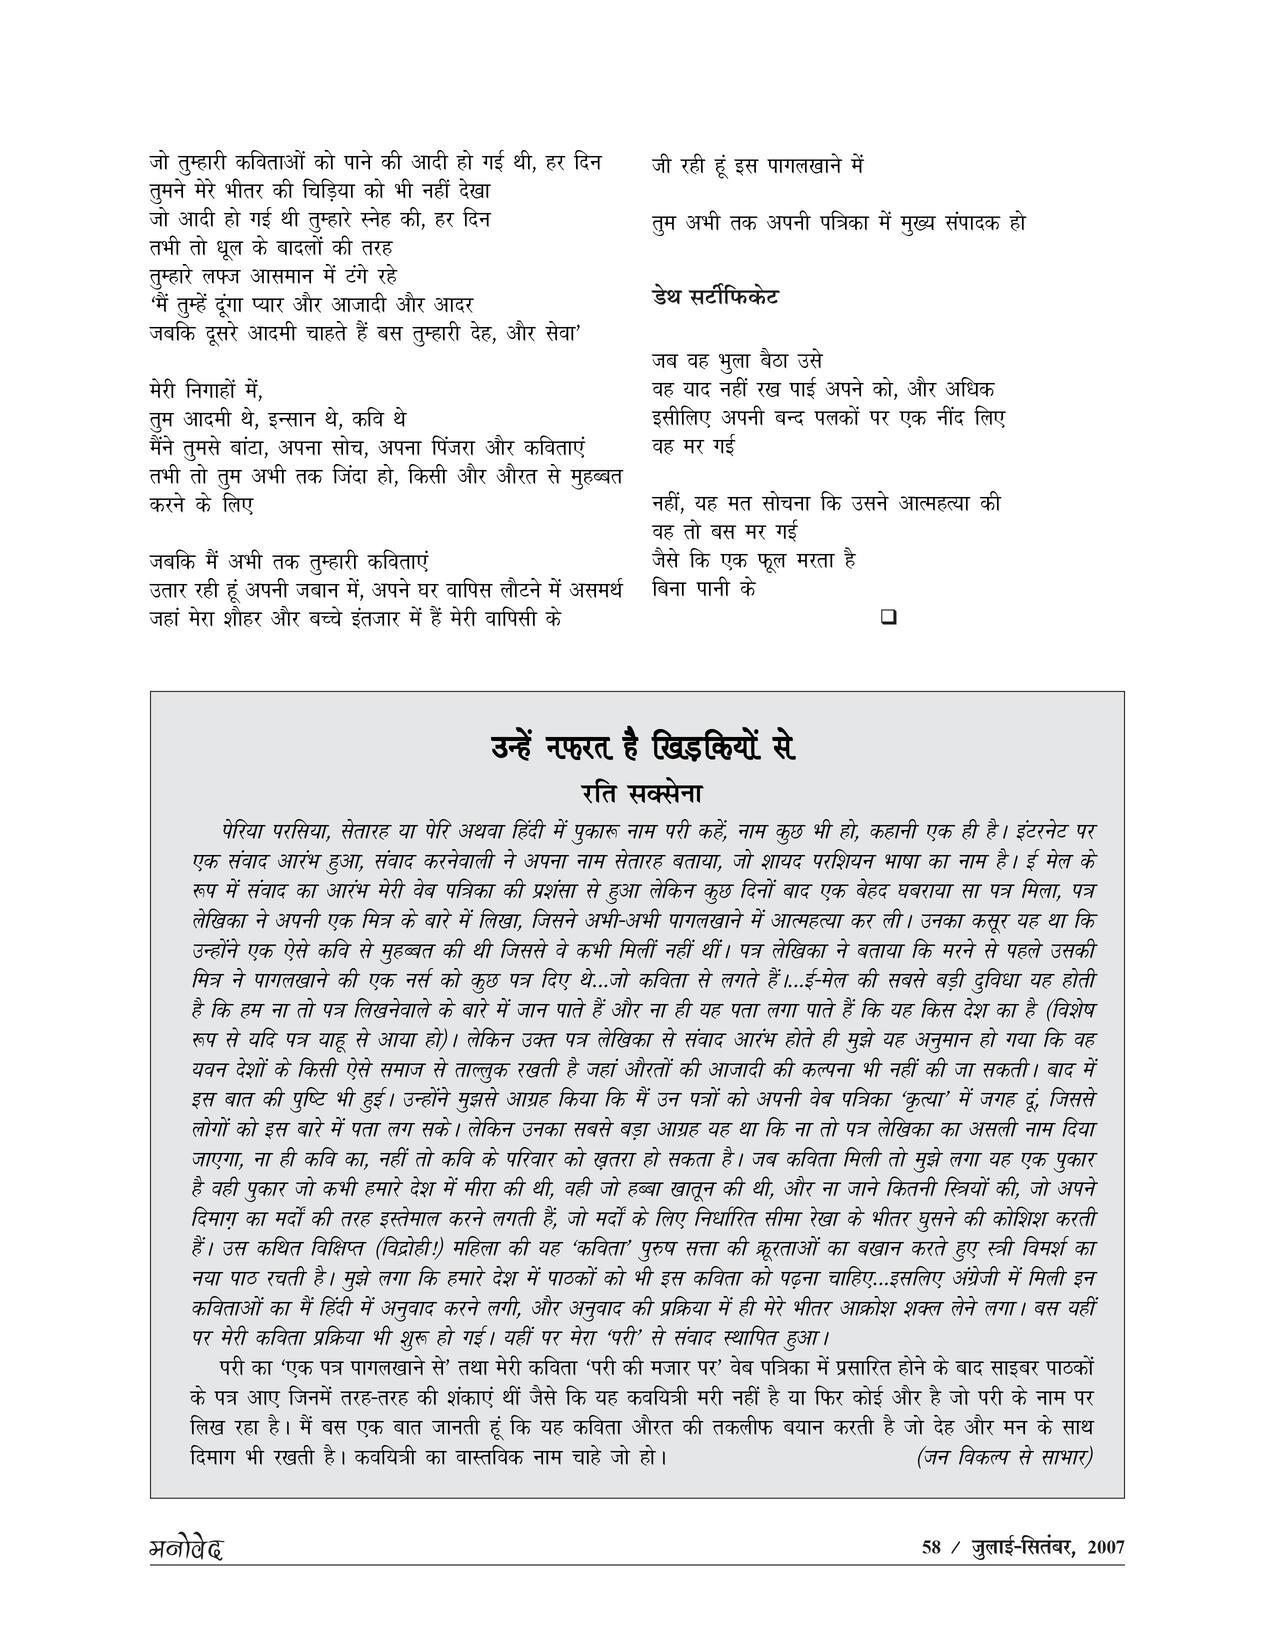 जो तुम्हारी कविताओं को पाने की आदी हो गई थी, हर दिन
तुमने मेरे भीतर की चिड़िया को भी नहीं देखा
जो आदी हो गई थी तुम्हारे स्नेह की, हर दिन
तभी तो धूल के बादलों की तरह
तुम्हारे लफ्ज आसमान में टंगे रहे
‘मैं तुम्हें दूंगा प्यार और आजादी और आदर
जबकि दूसरे आदमी चाहते हैं बस तुम्हारी देह, और सेवा’
मेरी निगाहों में,
तुम आदमी थे, इन्सान थे, कवि थे
मैंने तुमसे बांटा, अपना सोच, अपना पिंजरा और कविताएं
तभी तो तुम अभी तक जिंदा हो, किसी और औरत से मुहब्बत
करने के लिए
जबकि मैं अभी तक तुम्हारी कविताएं
उतार रही हूं अपनी जबान में, अपने घर वापिस लौटने में असमर्थ
जहां मेरा शौहर और बच्चे इंतजार में हैं मेरी वापिसी के
जी रही हूं इस पागलखाने में
तुम अभी तक अपनी पत्रिका में मुख्य संपादक हो
डेथ सर्टीफिकेट
जब वह भुला बैठा उसे
वह याद नहीं रख पाई अपने को, और अधिक
इसीलिए अपनी बन्द पलकों पर एक नींद लिए
वह मर गई
नहीं, यह मत सोचना कि उसने आत्महत्या की
वह तो बस मर गई
जैसे कि एक फूल मरता है
बिना पानी के
❑
उन्हें नफरत है खिड़कियों से
रति सक्सेना
पेरिया परसिया, सेतारह या पेरि अथवा हिंदी में पुकारू नाम परी कहें, नाम कुछ भी हो, कहानी एक ही है। इंटरनेट पर
एक संवाद आरंभ हुआ, संवाद करनेवाली ने अपना नाम सेतारह बताया, जो शायद परशियन भाषा का नाम है। ई मेल के
रूप में संवाद का आरंभ मेरी वेब पत्रिका की प्रशंसा से हुआ लेकिन कुछ दिनों बाद एक बेहद घबराया सा पत्र मिला, पत्र
लेखिका ने अपनी एक मित्र के बारे में लिखा, जिसने अभी-अभी पागलखाने में आत्महत्या कर ली। उनका कसूर यह था कि
उन्होंने एक ऐसे कवि से मुहब्बत की थी जिससे वे कभी मिलीं नहीं थीं। पत्र लेखिका ने बताया कि मरने से पहले उसकी
मित्र ने पागलखाने की एक नर्स को कुछ पत्र दिए थे...जो कविता से लगते हैं।...ई-मेल की सबसे बड़ी दुविधा यह होती
है कि हम ना तो पत्र लिखनेवाले के बारे में जान पाते हैं और ना ही यह पता लगा पाते हैं कि यह किस देश का है (विशेष
रूप से यदि पत्र याहू से आया हो)। लेकिन उक्त पत्र लेखिका से संवाद आरंभ होते ही मुझे यह अनुमान हो गया कि वह
यवन देशों के किसी ऐसे समाज से ताल्लुक रखती है जहां औरतों की आजादी की कल्पना भी नहीं की जा सकती। बाद में
इस बात की पुष्टि भी हुई। उन्होंने मुझसे आग्रह किया कि मैं उन पत्रों को अपनी वेब पत्रिका ‘कृत्या’ में जगह दूं, जिससे
लोगों को इस बारे में पता लग सके। लेकिन उनका सबसे बड़ा आग्रह यह था कि ना तो पत्र लेखिका का असली नाम दिया
जाएगा, ना ही कवि का, नहीं तो कवि के परिवार को ख़तरा हो सकता है। जब कविता मिली तो मुझे लगा यह एक पुकार
है वही पुकार जो कभी हमारे देश में मीरा की थी, वही जो हब्बा खातून की थी, और ना जाने कितनी स्त्रियों की, जो अपने
दिमाग़ का मर्दों की तरह इस्तेमाल करने लगती हैं, जो मर्दों के लिए निर्धारित सीमा रेखा के भीतर घुसने की कोशिश करती
हैं। उस कथित विक्षिप्त (विद्रोही!) महिला की यह ‘कविता’ पुरुष सत्ता की क्रूरताओं का बखान करते हुए स्त्री विमर्श का
नया पाठ रचती है। मुझे लगा कि हमारे देश में पाठकों को भी इस कविता को पढ़ना चाहिए...इसलिए अंग्रेजी में मिली इन
कविताओं का मैं हिंदी में अनुवाद करने लगी, और अनुवाद की प्रक्रिया में ही मेरे भीतर आक्रोश शक्ल लेने लगा। बस यहीं
पर मेरी कविता प्रक्रिया भी शुरू हो गई। यहीं पर मेरा ‘परी’ से संवाद स्थापित हुआ।
परी का ‘एक पत्र पागलखाने से’ तथा मेरी कविता ‘परी की मजार पर’ वेब पत्रिका में प्रसारित होने के बाद साइबर पाठकों
के पत्र आए जिनमें तरह-तरह की शंकाएं थीं जैसे कि यह कवयित्री मरी नहीं है या फिर कोई और है जो परी के नाम पर
लिख रहा है। मैं बस एक बात जानती हूं कि यह कविता औरत की तकलीफ बयान करती है जो देह और मन के साथ
दिमाग भी रखती है। कवयित्री का वास्तविक नाम चाहे जो हो। (जन विकल्प से साभार)
मनोवेद 58 / जुलाई-सितंबर, 2007